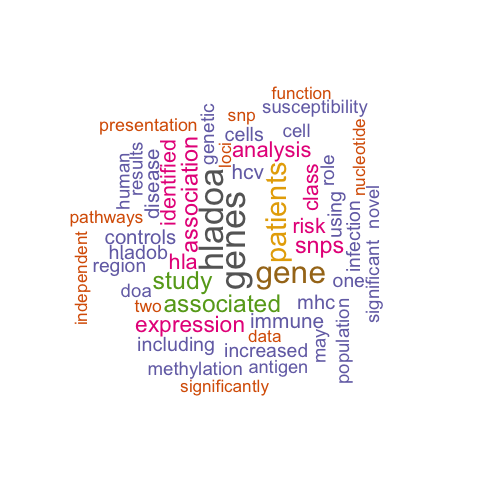 function
susceptibility
snp
presentation
genetic
cells
cell
loci
analysis
nucleotide
human
results
disease
identified
association
hcv
hladoa
genes
patients
class
role
risk
snps
using
infection
novel
significant
pathways
controls
hladob
region
hla
independent
doa
study
gene
one
two
associated
mhc
expression
immune
data
may
population
including
increased
methylation
antigen
significantly